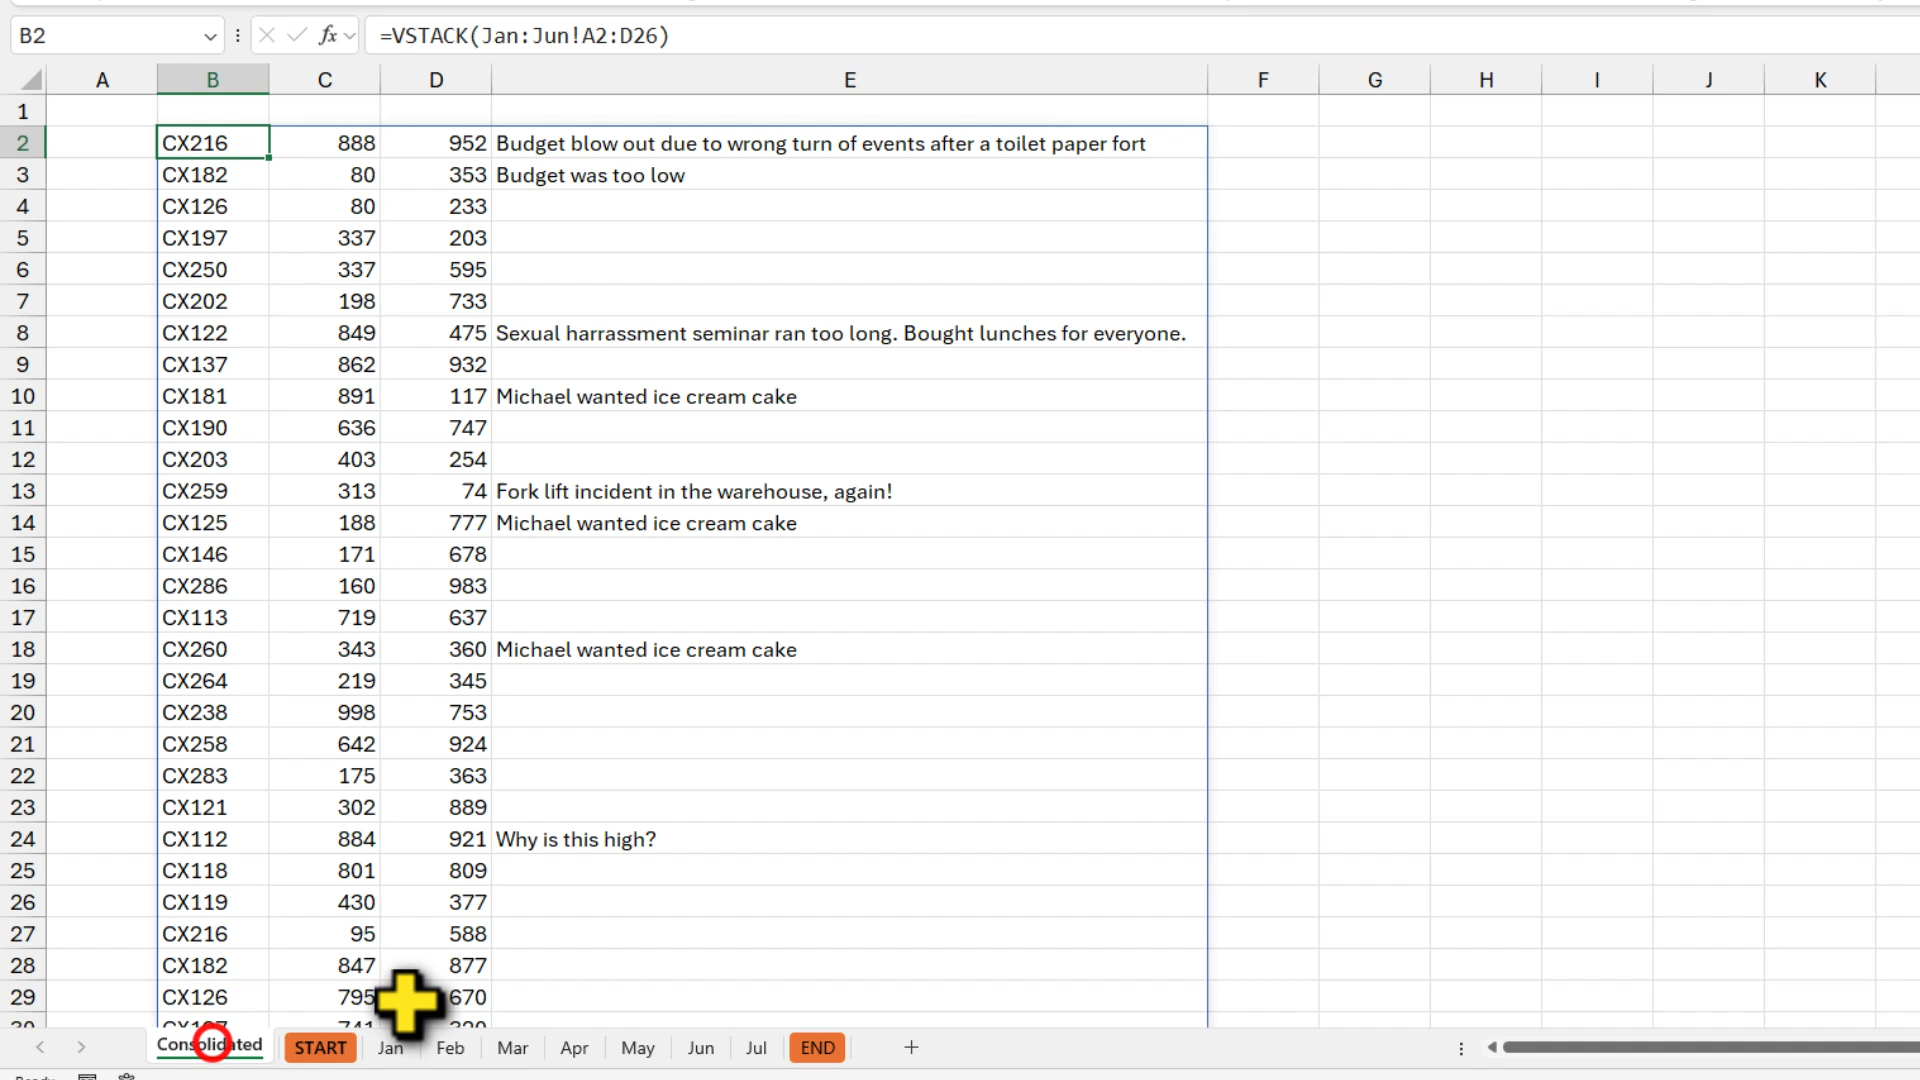 B2 fx =VSTACK(Jan:Jun!A2:D26)
A B C D E F G H I J K
1
2 CX216 888 952 Budget blow out due to wrong turn of events after a toilet paper fort
3 CX182 80 353 Budget was too low
4 CX126 80 233
5 CX197 337 203
6 CX250 337 595
7 CX202 198 733
8 CX122 849 475 Sexual harrassment seminar ran too long. Bought lunches for everyone.
9 CX137 862 932
10 CX181 891 117 Michael wanted ice cream cake
11 CX190 636 747
12 CX203 403 254
13 CX259 313 74 Fork lift incident in the warehouse, again!
14 CX125 188 777 Michael wanted ice cream cake
15 CX146 171 678
16 CX286 160 983
17 CX113 719 637
18 CX260 343 360 Michael wanted ice cream cake
19 CX264 219 345
20 CX238 998 753
21 CX258 642 924
22 CX283 175 363
23 CX121 302 889
24 CX112 884 921 Why is this high?
25 CX118 801 809
26 CX119 430 377
27 CX216 95 588
28 CX182 847 877
29 CX126 795 670
Consolidated START Jan Feb Mar Apr May Jun Jul END